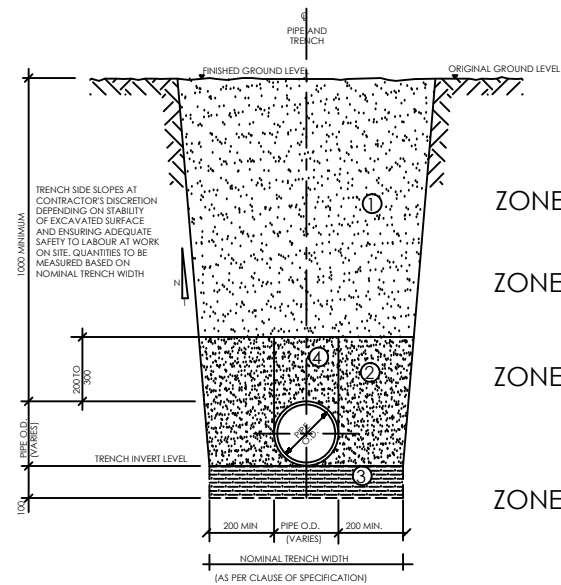 ℄
PIPE AND
TRENCH
FINISHED GROUND LEVEL
ORIGINAL GROUND LEVEL
1000 MINIMUM
TRENCH SIDE SLOPES AT
CONTRACTOR'S DISCRETION
DEPENDING ON STABILITY
OF EXCAVATED SURFACE
AND ENSURING ADEQUATE
SAFETY TO LABOUR AT WORK
ON SITE. QUANTITIES TO BE
MEASURED BASED ON
NOMINAL TRENCH WIDTH
N
1
1
ZONE
ZONE
ZONE
ZONE
200 TO
300
4
2
PIPE O.D.
(VARIES)
PIPE
O.D.
TRENCH INVERT LEVEL
3
100
200 MIN
PIPE O.D.
(VARIES)
200 MIN.
NOMINAL TRENCH WIDTH
(AS PER CLAUSE OF SPECIFICATION)